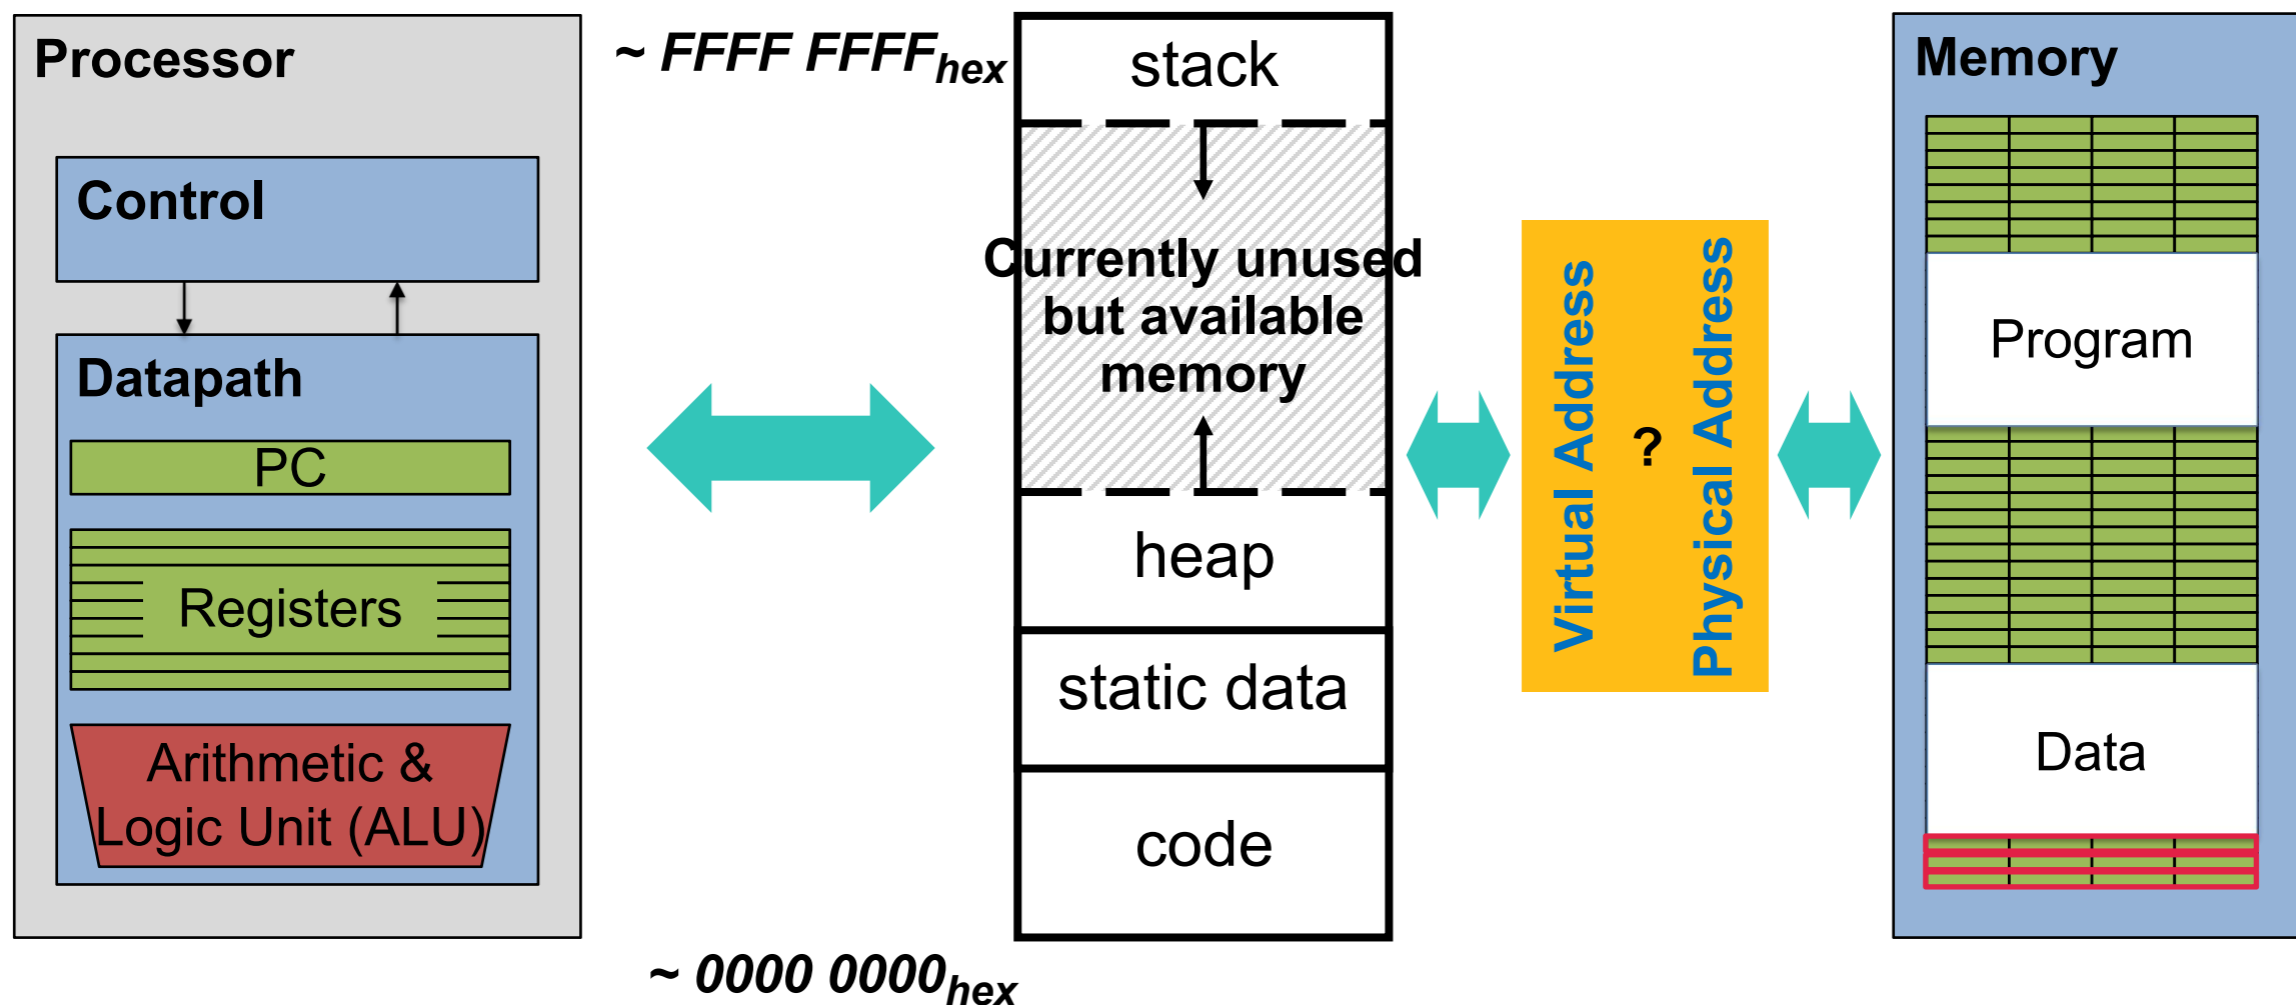 Processor
Control
Datapath
PC
Registers
Arithmetic &
Logic Unit (ALU)
~ FFFF FFFFhex
stack
Currently unused
but available
memory
heap
static data
code
~ 0000 0000hex
Virtual Address
?
Physical Address
Memory
Program
Data